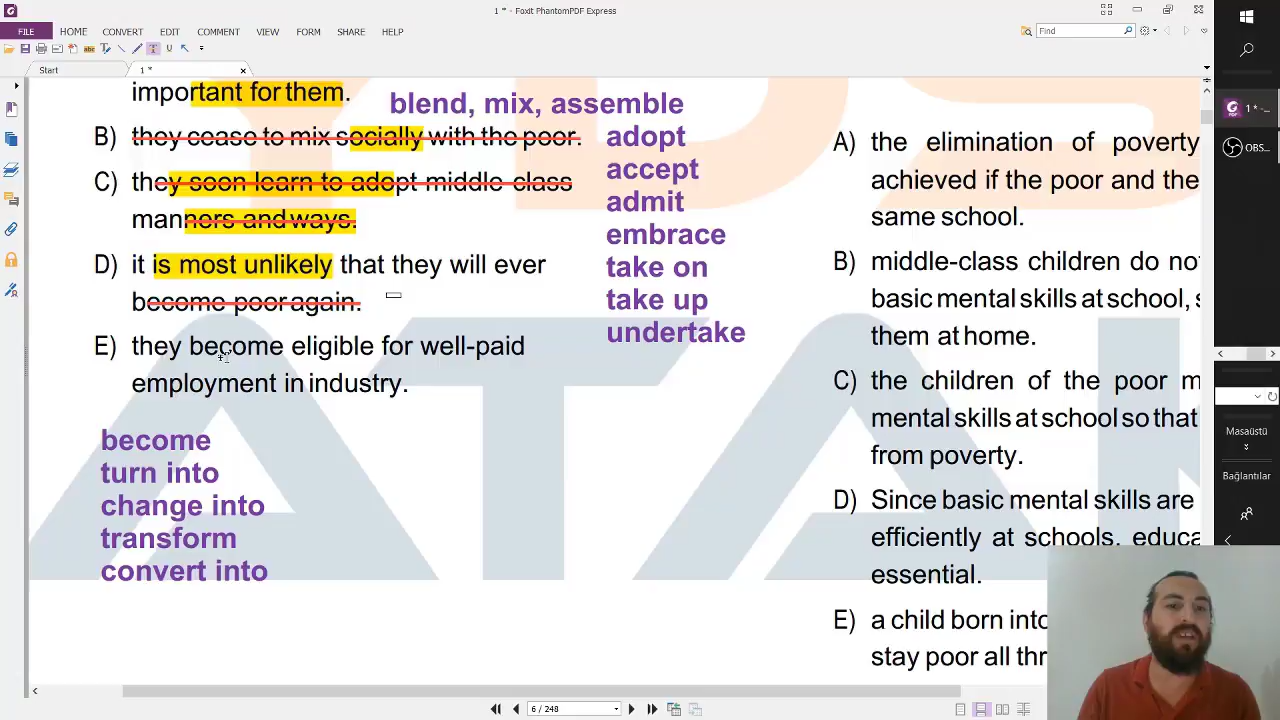 1 * - Foxit PhantomPDF Express
FILE HOME CONVERT EDIT COMMENT VIEW FORM SHARE HELP
Find
Start
1 *
important for them.
B) they cease to mix socially with the poor.
C) they soon learn to adopt middle-class
manners and ways.
D) it is most unlikely that they will ever
become poor again.
E) they become eligible for well-paid
employment in industry.
blend, mix, assemble
adopt
accept
admit
embrace
take on
take up
undertake
become
turn into
change into
transform
convert into
A) the elimination of poverty
achieved if the poor and the
same school.
B) middle-class children do no
basic mental skills at school, s
them at home.
C) the children of the poor m
mental skills at school so that
from poverty.
D) Since basic mental skills are
efficiently at schools, educa
essential.
E) a child born into
stay poor all thr
6 / 248
1 * - ...
OBS...
Masaüstü
Bağlantılar